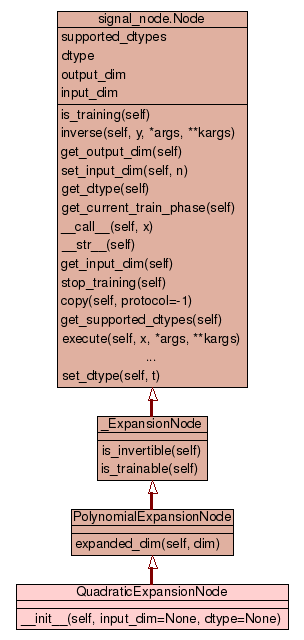 signal_node.Node
supported_dtypes
dtype
output_dim
input_dim
is_training(self)
inverse(self, y, *args, **kargs)
get_output_dim(self)
set_input_dim(self, n)
get_dtype(self)
get_current_train_phase(self)
__call__(self, x)
__str__(self)
get_input_dim(self)
stop_training(self)
copy(self, protocol=-1)
get_supported_dtypes(self)
execute(self, x, *args, **kargs)
...
set_dtype(self, t)
_ExpansionNode
is_invertible(self)
is_trainable(self)
PolynomialExpansionNode
expanded_dim(self, dim)
QuadraticExpansionNode
__init__(self, input_dim=None, dtype=None)